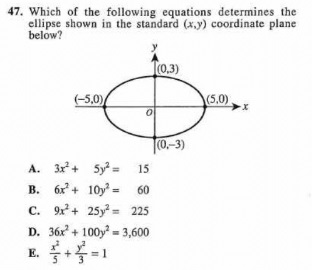 47. Which of the following equations determines the
ellipse shown in the standard (x,y) coordinate plane
below?
y
(0,3)
(−5,0)
(5,0)
x
O
(0,−3)
A. 3x² + 5y² = 15
B. 6x² + 10y² = 60
C. 9x² + 25y² = 225
D. 36x² + 100y² = 3,600
E. x²/5 + y²/3 = 1